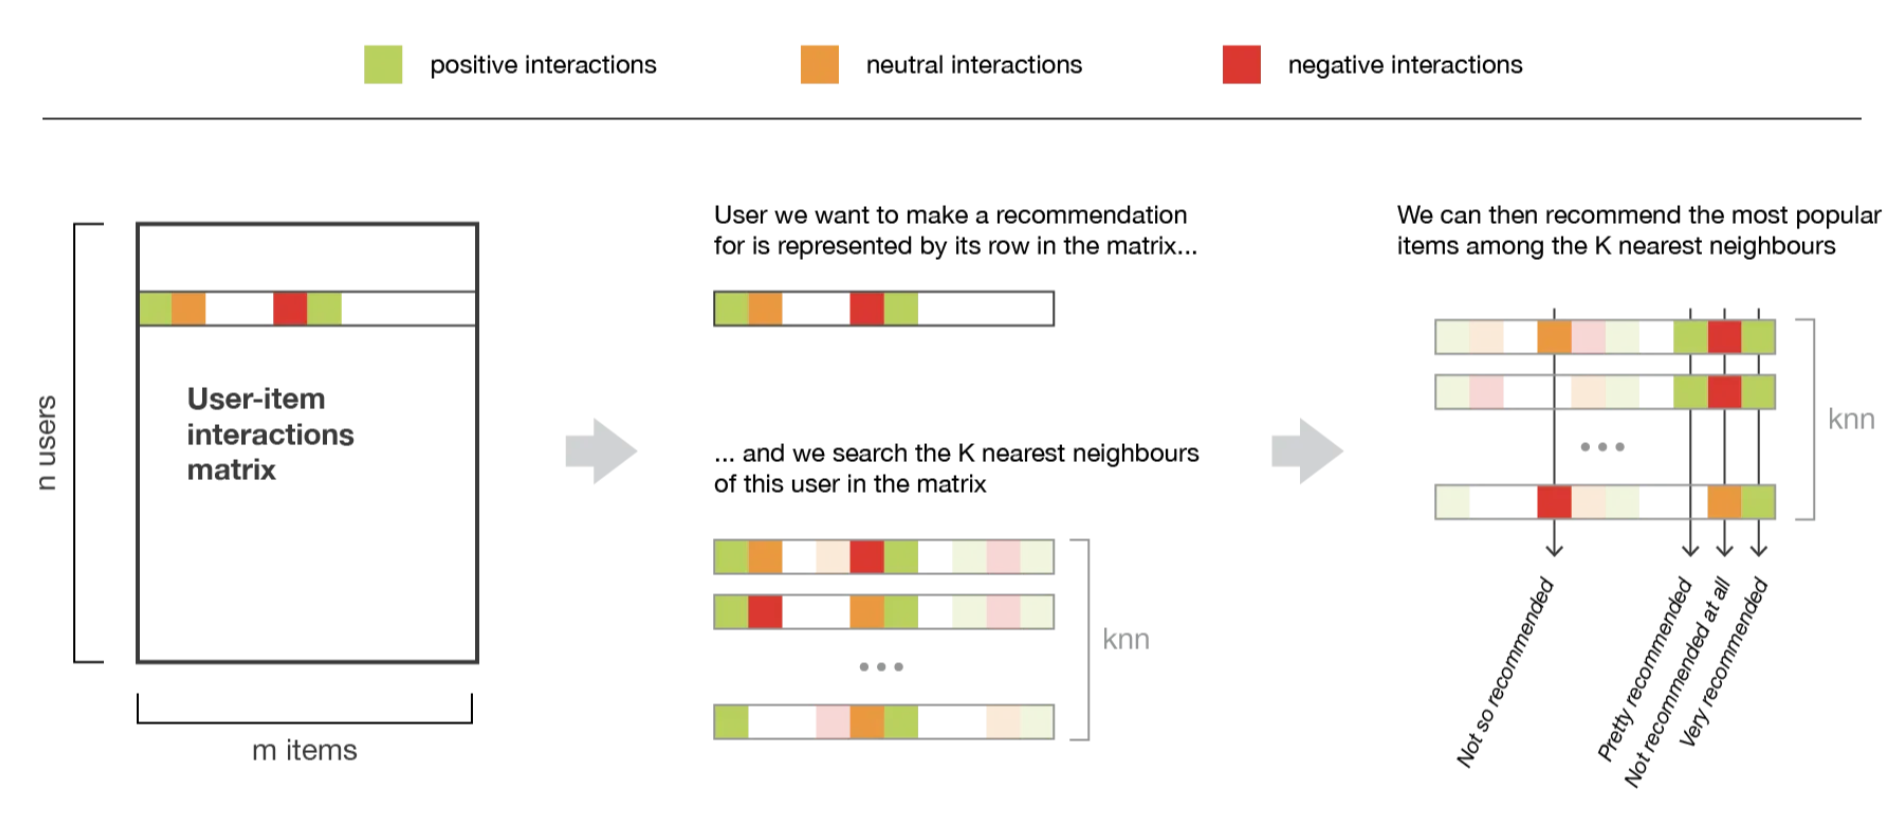 positive interactions
neutral interactions
negative interactions
n users
User-item
interactions
matrix
m items
User we want to make a recommendation
for is represented by its row in the matrix...
... and we search the K nearest neighbours
of this user in the matrix
knn
We can then recommend the most popular
items among the K nearest neighbours
knn
Not so recommended
Pretty recommended
Not recommended at all
Very recommended